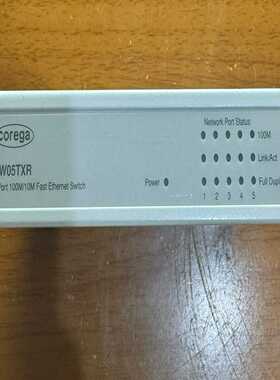 corega
Network Port Status
100M
Link/Act
Power
Full Dupl
1 2 3 4 5
W05TXR
Port 100M/10M Fast Ethernet Switch